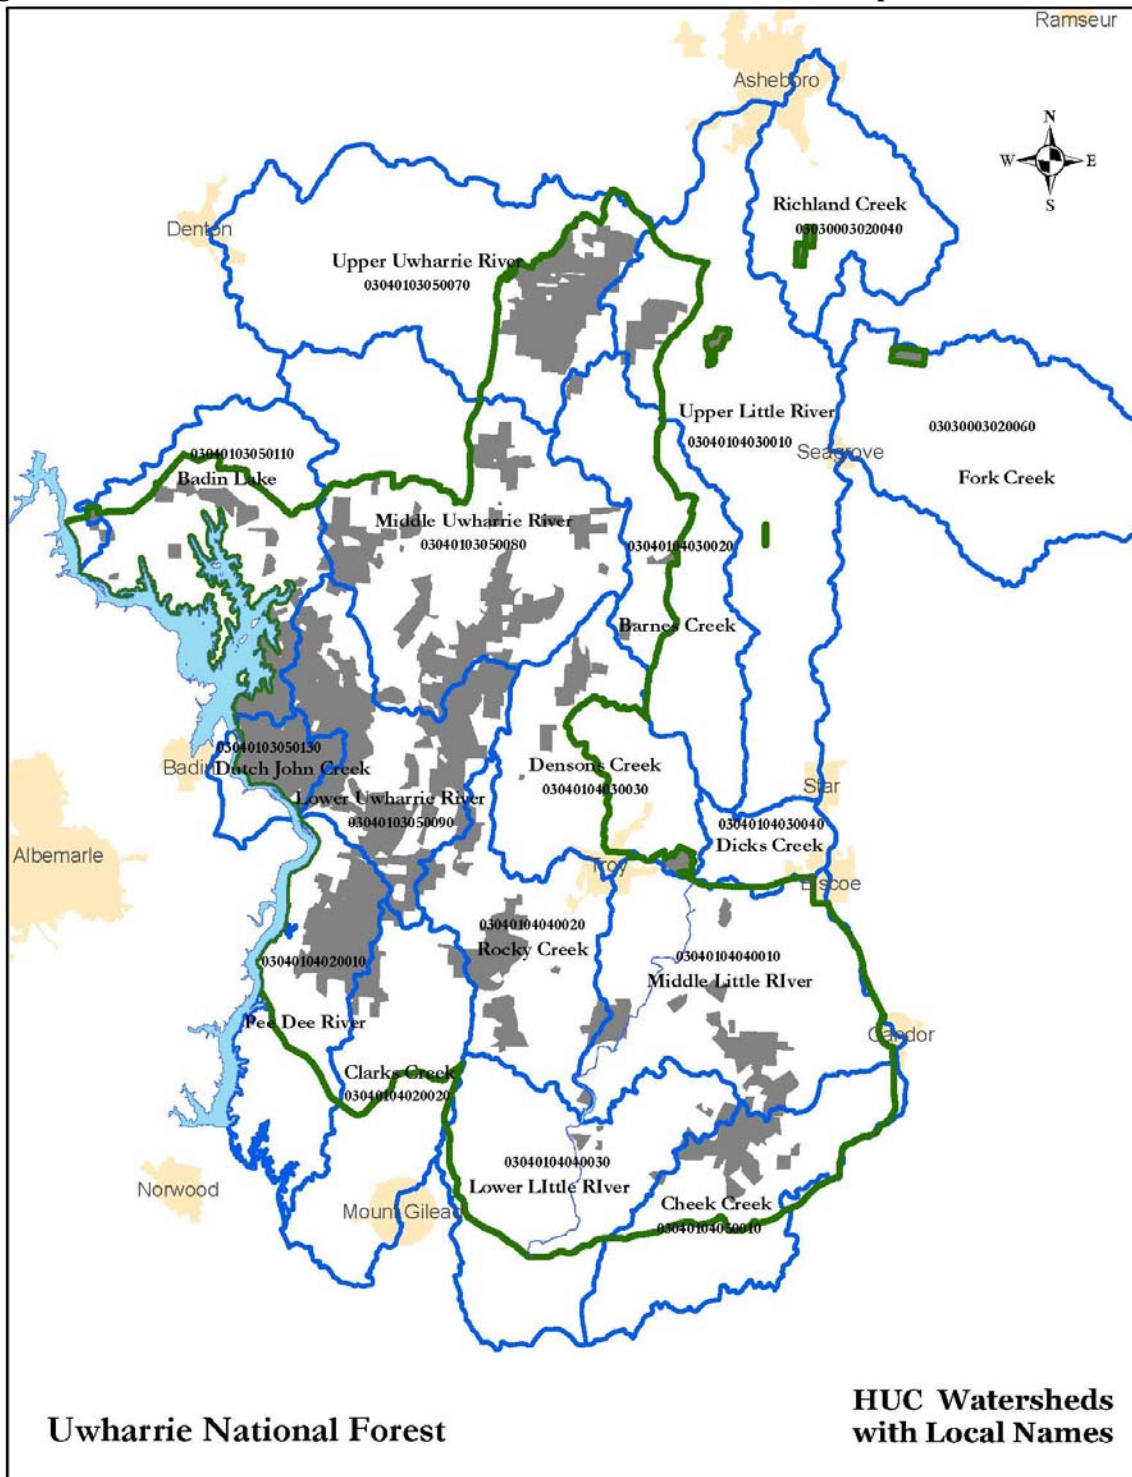 Ramseur
Asheboro
N
W E
S
Richland Creek
03030003020040
Denton
Upper Uwharrie River
03040103050070
Upper Little River
03040104030010
03030003020060
Seagrove
Fork Creek
03040103050110
Badin Lake
Middle Uwharrie River
03040103050080
03040104030020
Barnes Creek
03040103050130
Badin
Dutch John Creek
Densons Creek
03040104030030
Star
Lower Uwharrie River
03040103050090
03040104030040
Dicks Creek
Albemarle
Troy
Biscoe
03040104040020
Rocky Creek
03040104020010
03040104040010
Middle Little RIver
Pee Dee River
Candor
Clarks Creek
03040104020020
03040104040030
Lower LIttle RIver
Norwood
Mount Gilead
Cheek Creek
03040104050010
Uwharrie National Forest
HUC Watersheds
with Local Names